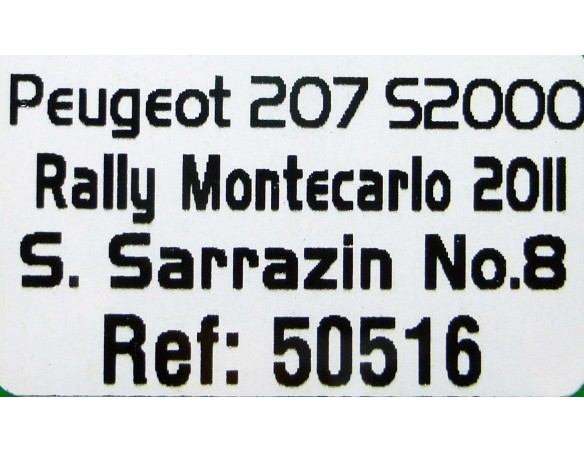 Peugeot 207 S2000
Rally Montecarlo 2011
S. Sarrazin No.8
Ref: 50516